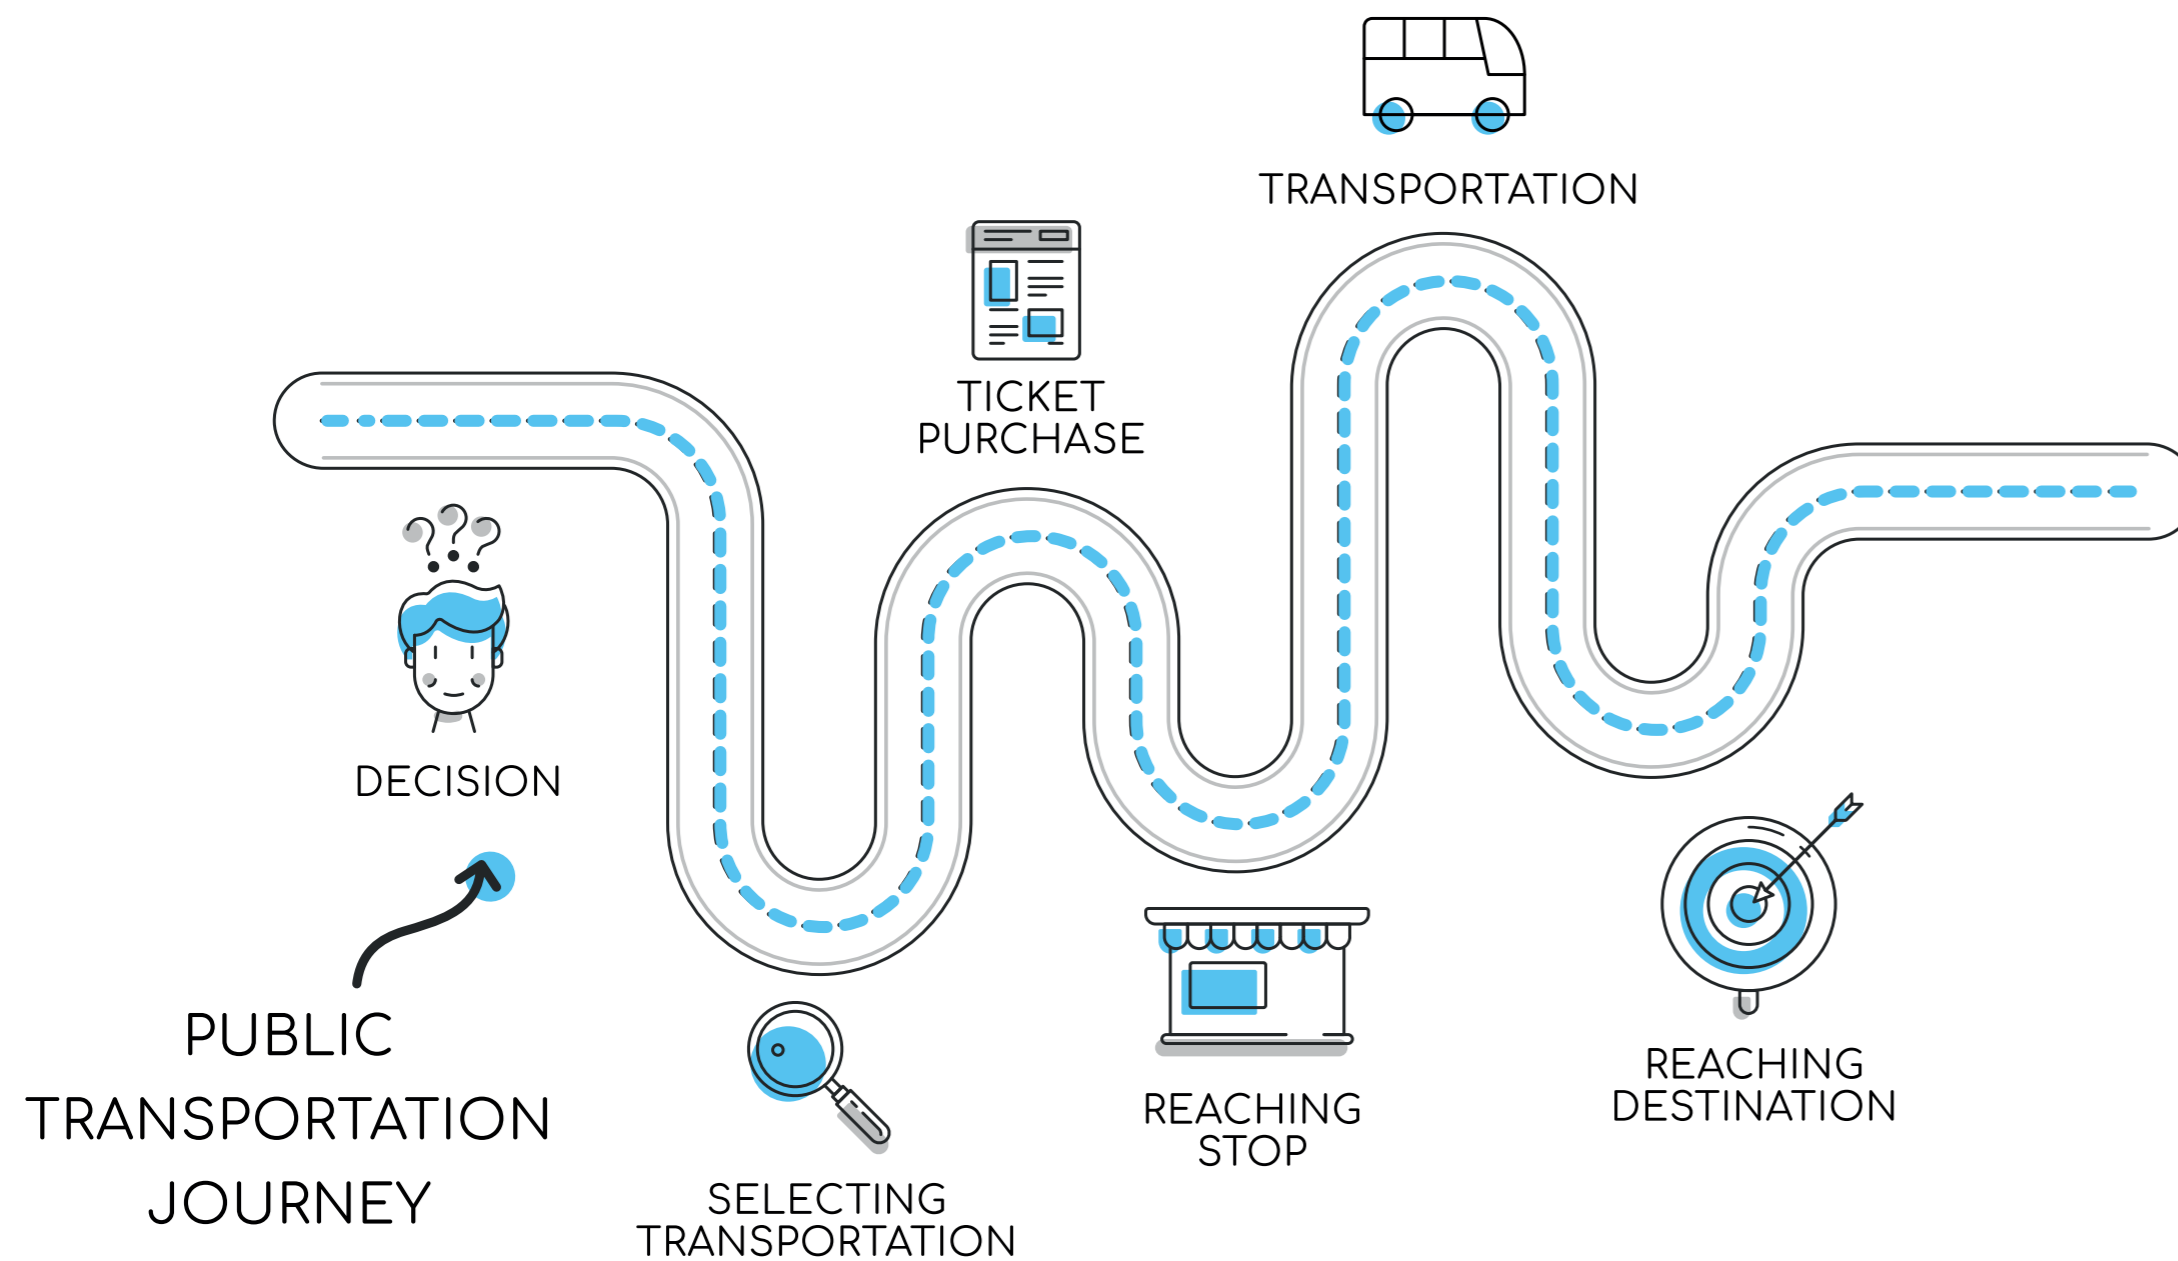 TRANSPORTATION
TICKET
PURCHASE
DECISION
PUBLIC
TRANSPORTATION
JOURNEY
SELECTING
TRANSPORTATION
REACHING
STOP
REACHING
DESTINATION